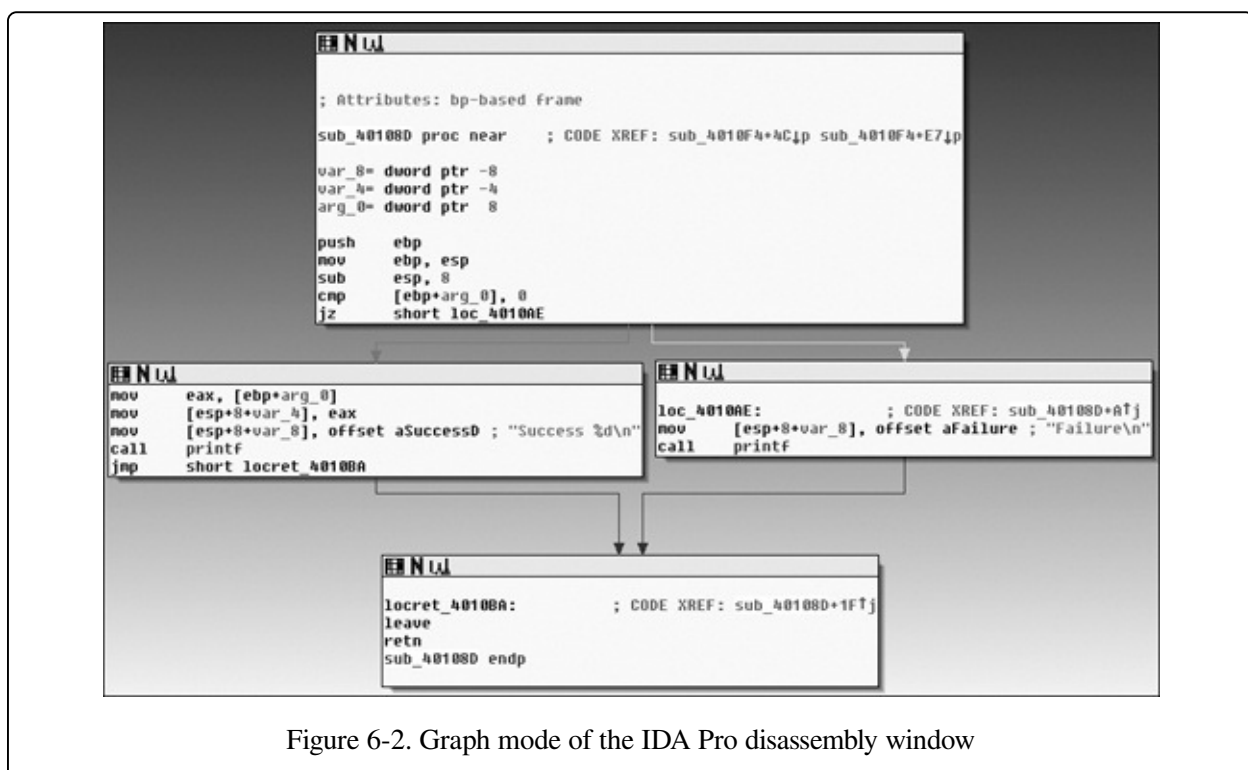 ; Attributes: bp-based frame
sub_40108D proc near ; CODE XREF: sub_4010F4+4C↓p sub_4010F4+E7↓p
var_8= dword ptr -8
var_4= dword ptr -4
arg_0= dword ptr 8
push ebp
mov ebp, esp
sub esp, 8
cmp [ebp+arg_0], 0
jz short loc_4010AE
mov eax, [ebp+arg_0]
mov [esp+8+var_4], eax
mov [esp+8+var_8], offset aSuccessD ; "Success %d\n"
call printf
jmp short locret_4010BA
loc_4010AE: ; CODE XREF: sub_40108D+A↑j
mov [esp+8+var_8], offset aFailure ; "Failure\n"
call printf
locret_4010BA: ; CODE XREF: sub_40108D+1F↑j
leave
retn
sub_40108D endp
Figure 6-2. Graph mode of the IDA Pro disassembly window